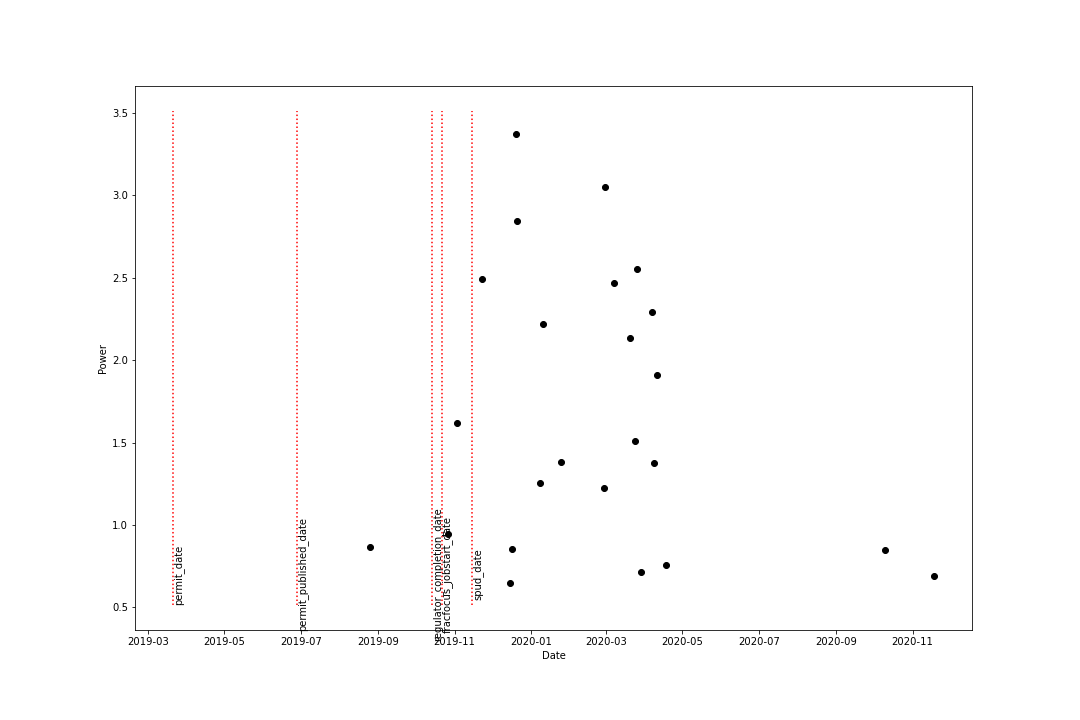 3.5
3.0
2.5
2.0
1.5
1.0
0.5
Power
permit_date
permit_published_date
regulator_completion_date
fracfocus_jobstart_date
spud_date
2019-03 2019-05 2019-07 2019-09 2019-11 2020-01 2020-03 2020-05 2020-07 2020-09 2020-11
Date